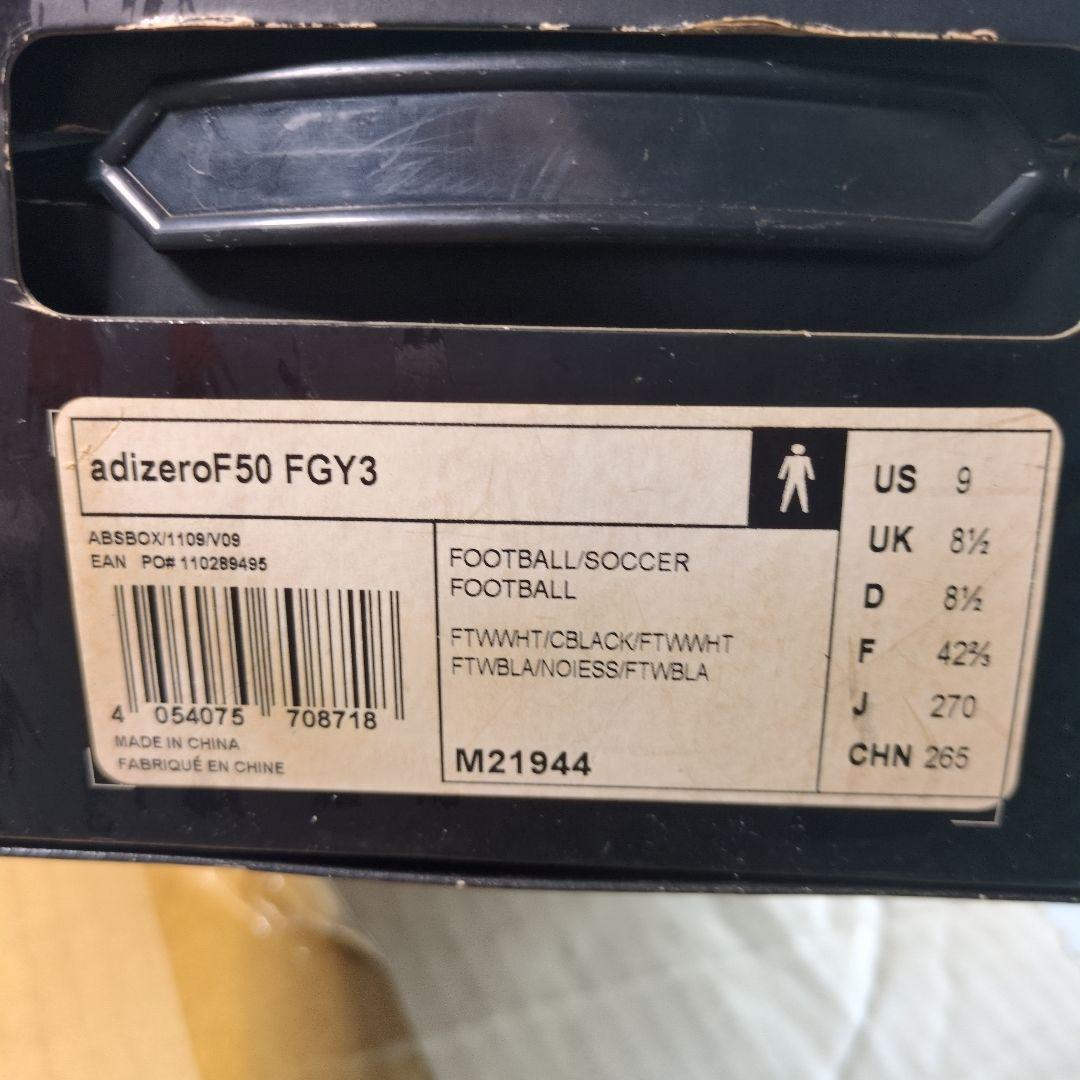 adizeroF50 FGY3
ABSBOX/1109/V09
EAN PO# 110289495
4 054075 708718
MADE IN CHINA
FABRIQUÉ EN CHINE
FOOTBALL/SOCCER
FOOTBALL
FTWWHT/CBLACK/FTWWHT
FTWBLA/NOIESS/FTWBLA
M21944
US 9
UK 8½
D 8½
F 42⅔
J 270
CHN 265